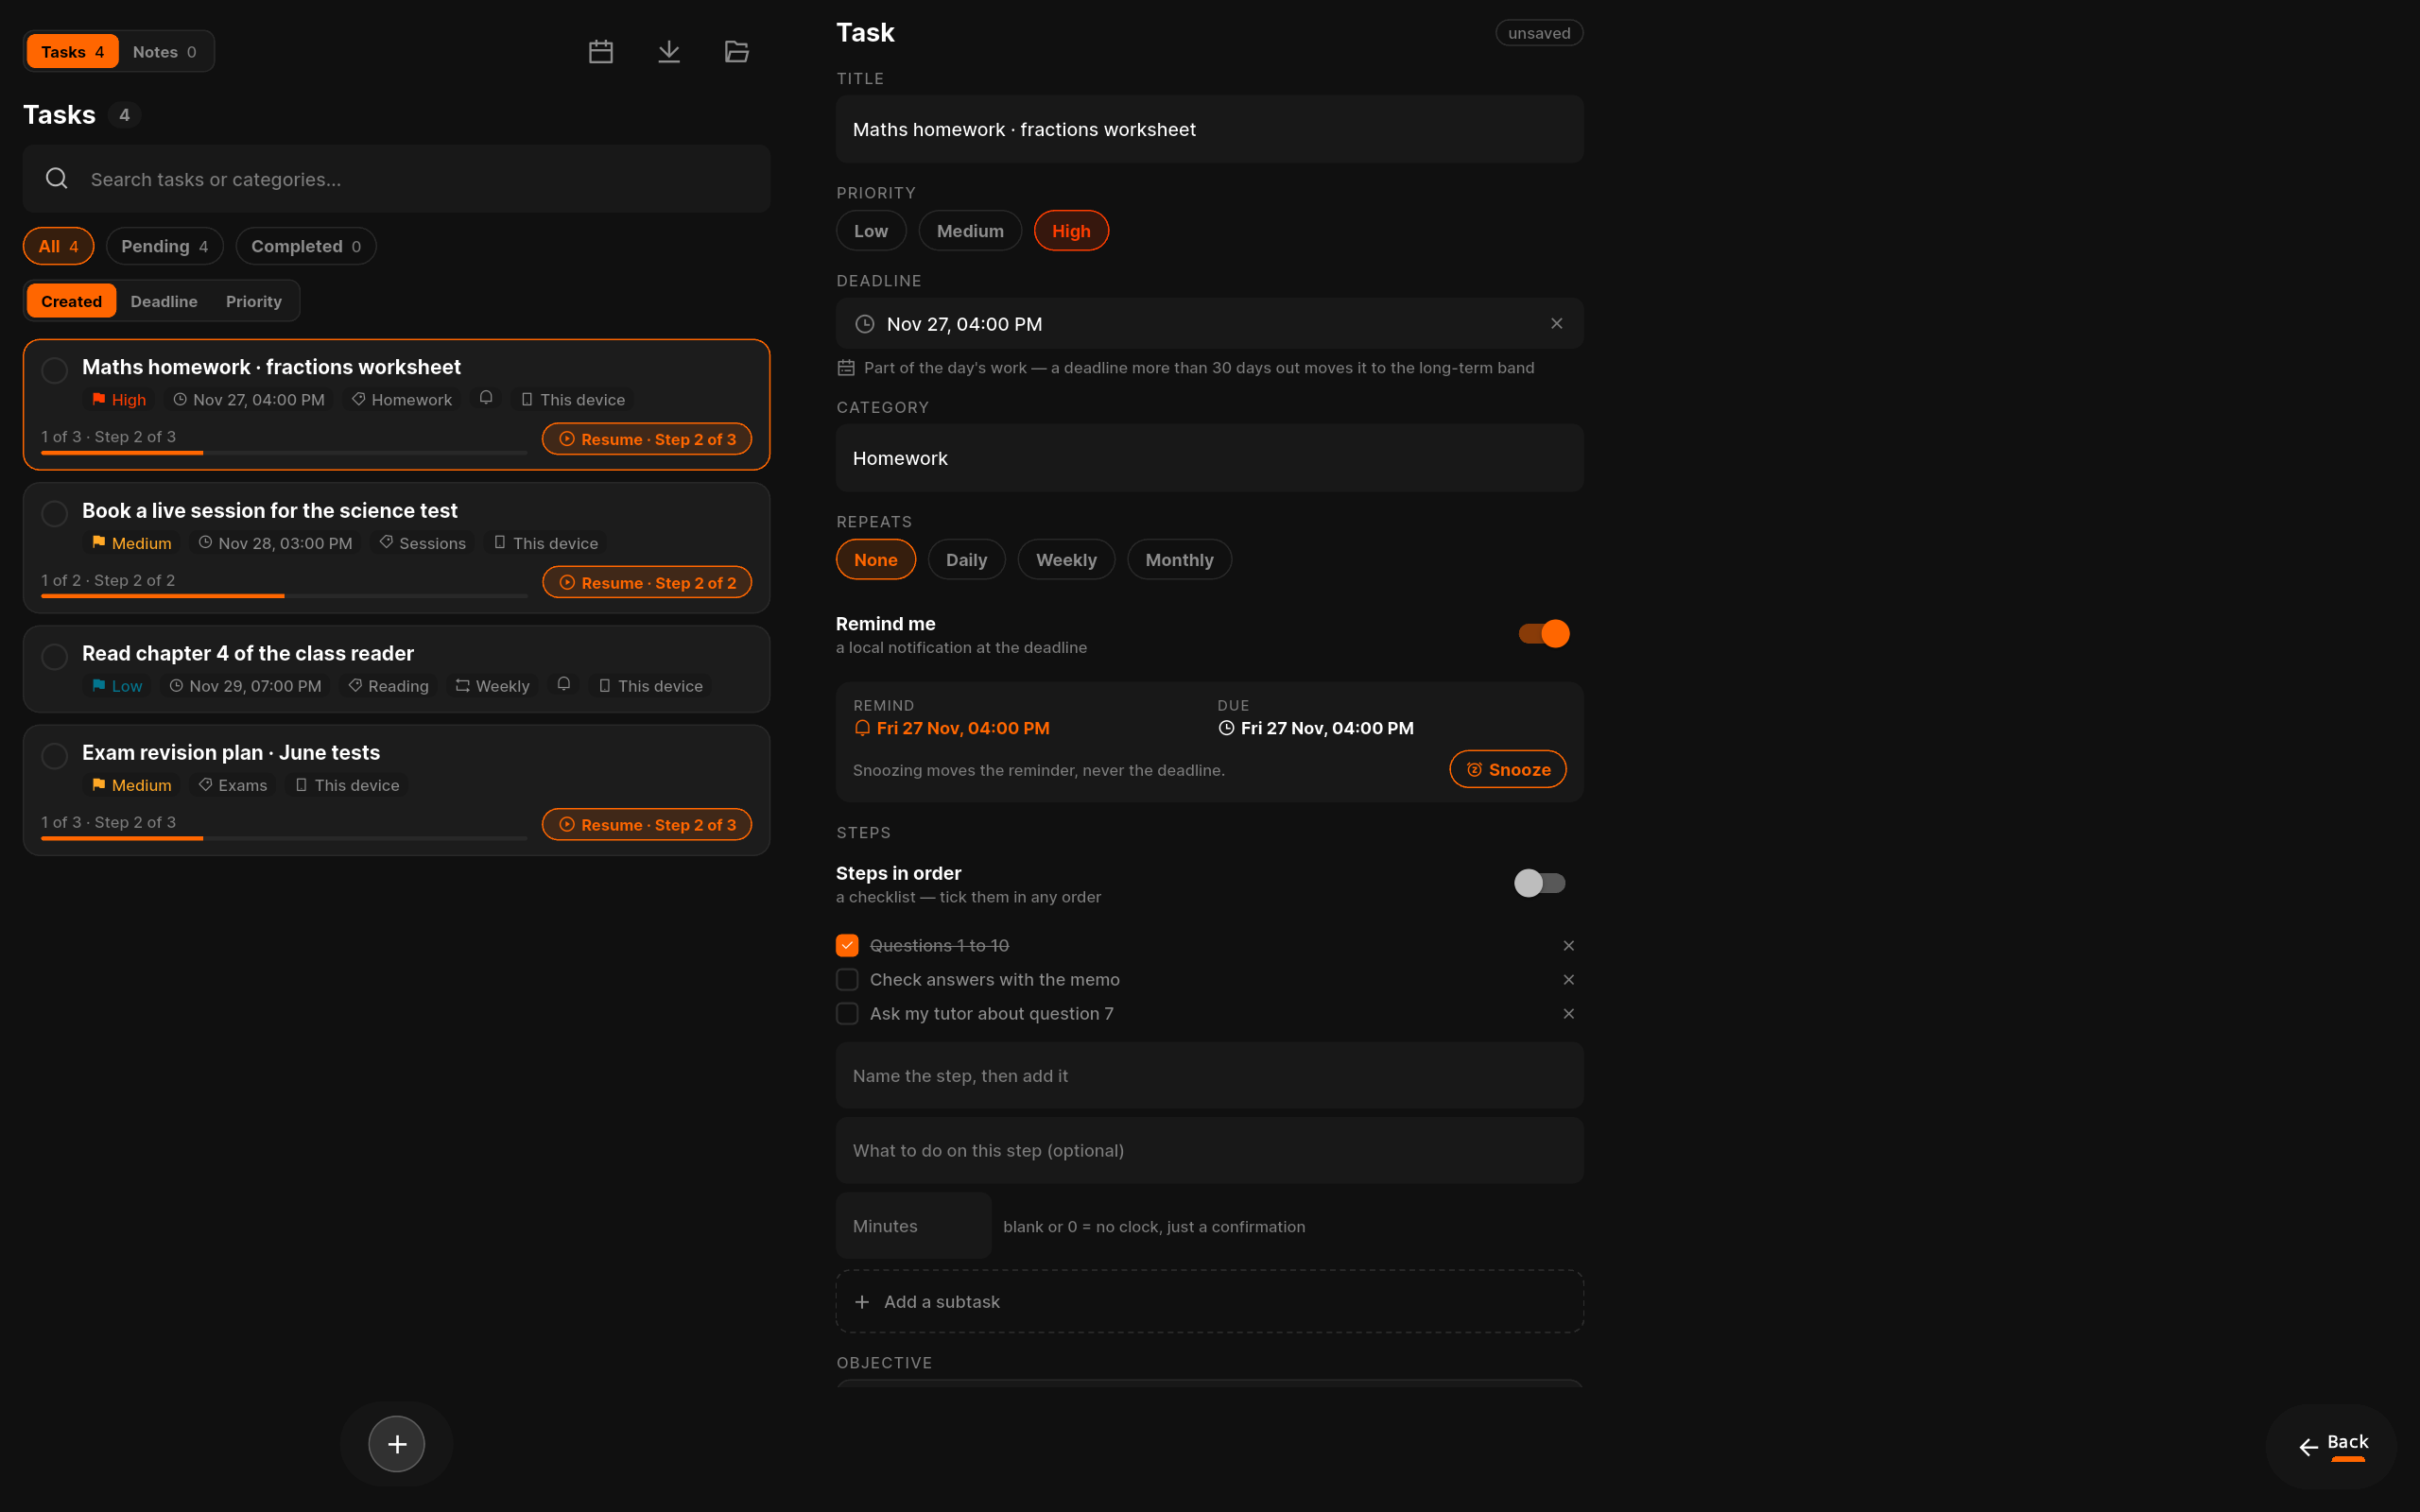 Tasks 4 Notes 0
Tasks 4
Search tasks or categories...
All 4 Pending 4 Completed 0
Created Deadline Priority
Maths homework · fractions worksheet
High Nov 27, 04:00 PM Homework This device
1 of 3 · Step 2 of 3 Resume · Step 2 of 3
Book a live session for the science test
Medium Nov 28, 03:00 PM Sessions This device
1 of 2 · Step 2 of 2 Resume · Step 2 of 2
Read chapter 4 of the class reader
Low Nov 29, 07:00 PM Reading Weekly This device
Exam revision plan · June tests
Medium Exams This device
1 of 3 · Step 2 of 3 Resume · Step 2 of 3
Task unsaved
TITLE
Maths homework · fractions worksheet
PRIORITY
Low Medium High
DEADLINE
Nov 27, 04:00 PM
Part of the day's work — a deadline more than 30 days out moves it to the long-term band
CATEGORY
Homework
REPEATS
None Daily Weekly Monthly
Remind me
a local notification at the deadline
REMIND DUE
Fri 27 Nov, 04:00 PM Fri 27 Nov, 04:00 PM
Snoozing moves the reminder, never the deadline. Snooze
STEPS
Steps in order
a checklist — tick them in any order
Questions 1 to 10
Check answers with the memo
Ask my tutor about question 7
Name the step, then add it
What to do on this step (optional)
Minutes blank or 0 = no clock, just a confirmation
Add a subtask
OBJECTIVE
Back